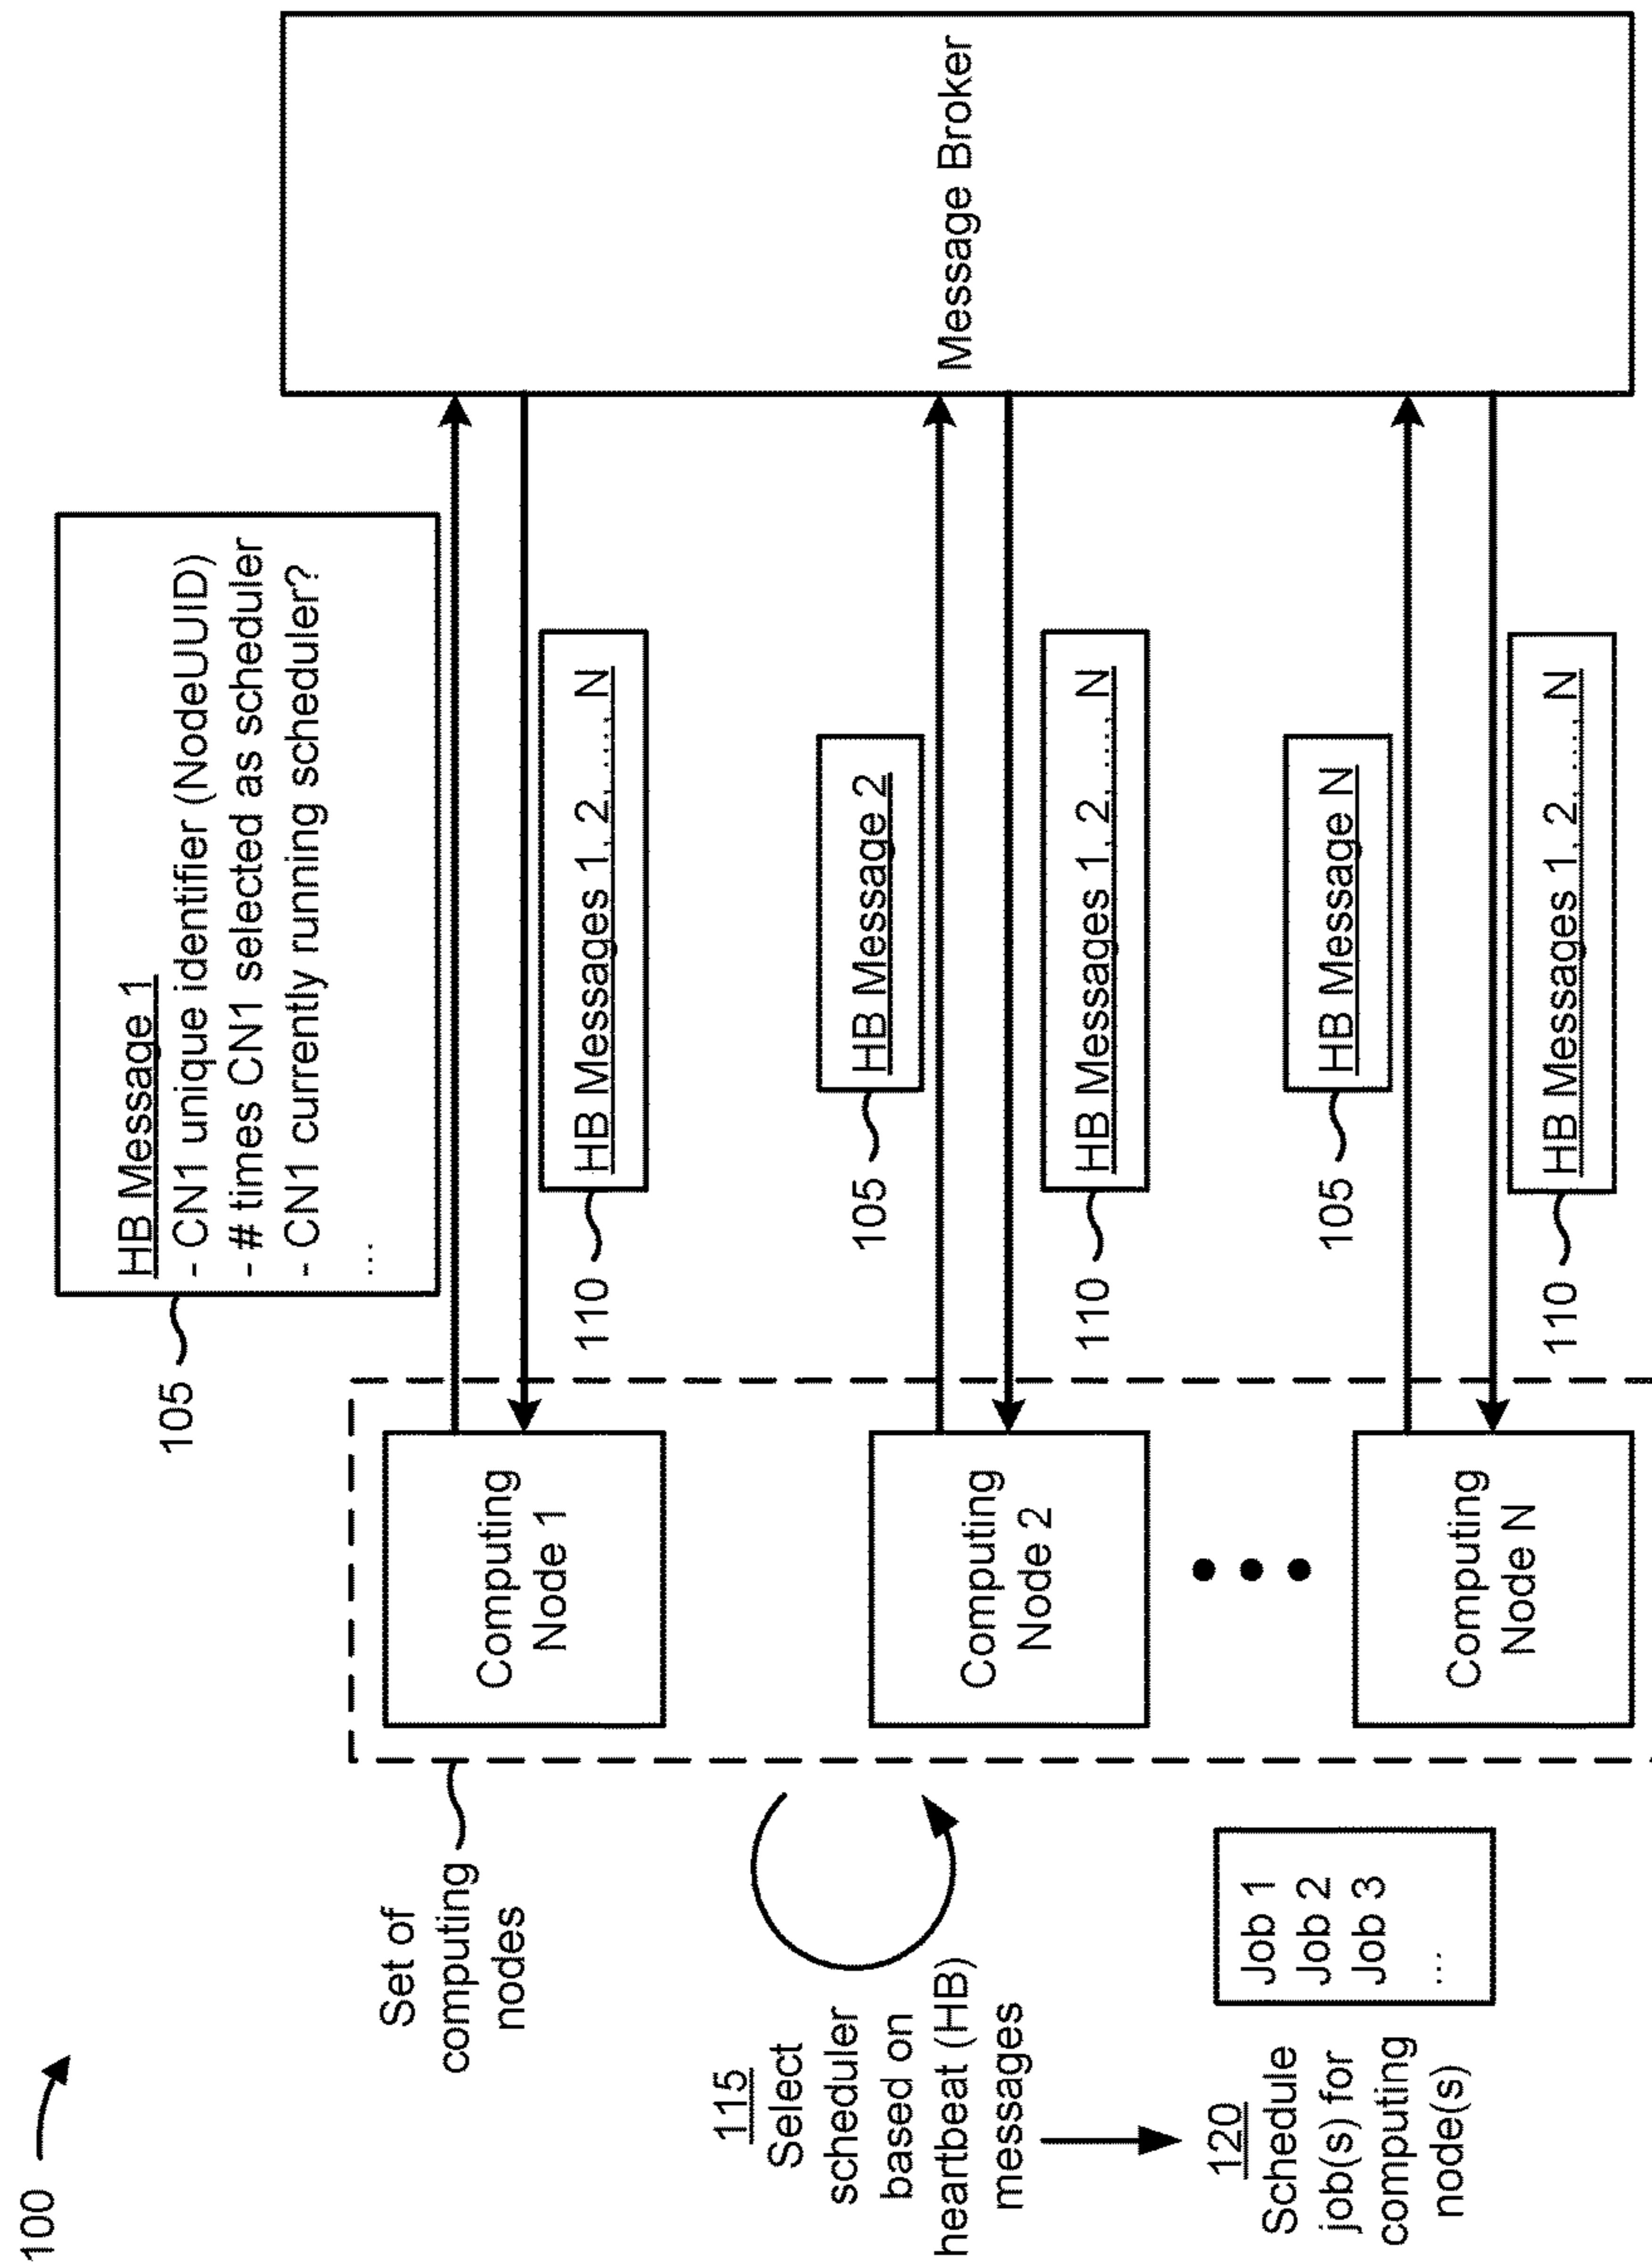 100
Set of
computing
nodes
115
Select
scheduler
based on
heartbeat (HB)
messages
120
Schedule
job(s) for
computing
node(s)
Job 1
Job 2
Job 3
...
Computing
Node 1
Computing
Node 2
Computing
Node N
105
HB Message 1
- CN1 unique identifier (NodeUUID)
- # times CN1 selected as scheduler
- CN1 currently running scheduler?
...
110
HB Messages 1, 2, ..., N
105
HB Message 2
110
HB Messages 1, 2, ..., N
105
HB Message N
110
HB Messages 1, 2, ..., N
Message Broker